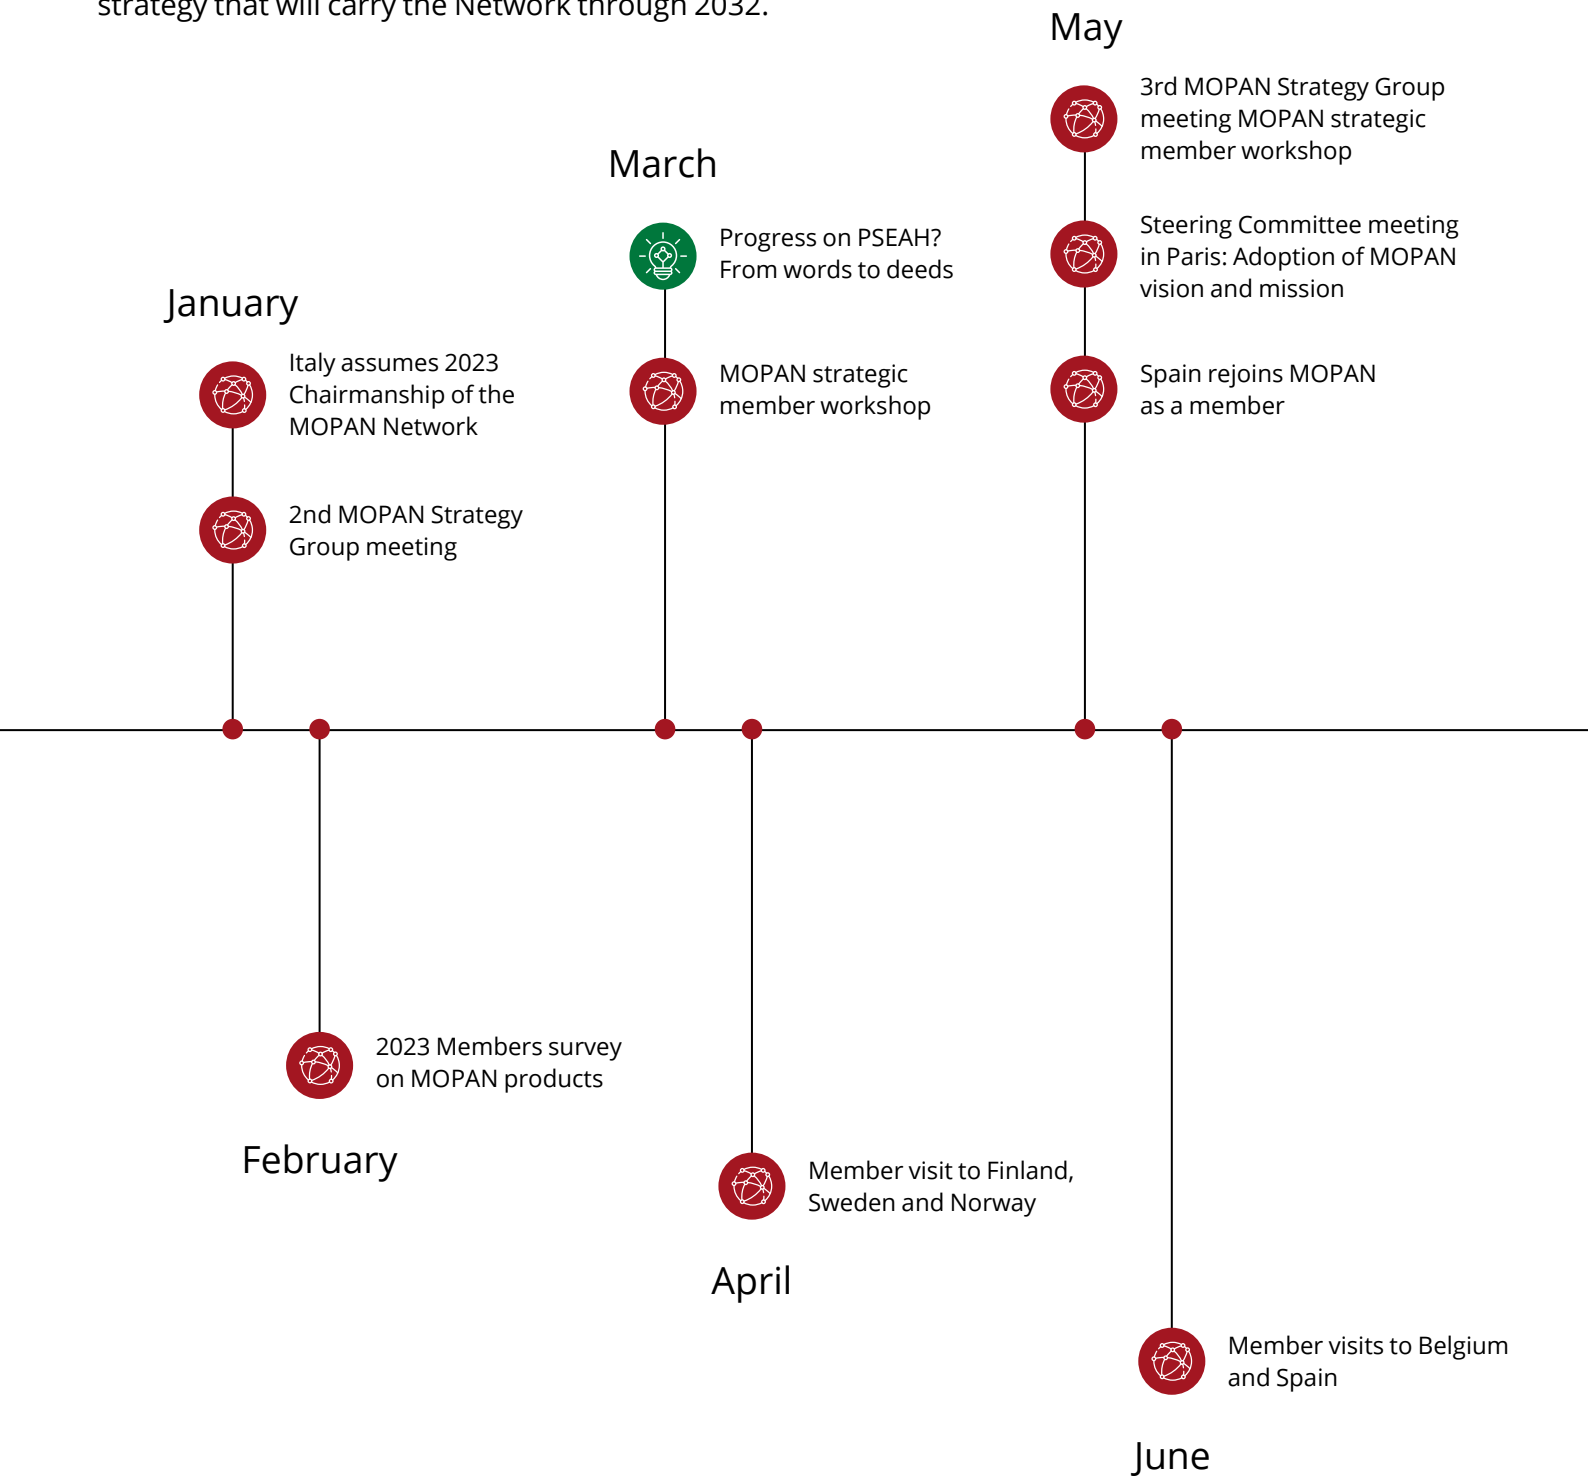 strategy that will carry the Network through 2032.
January
Italy assumes 2023
Chairmanship of the
MOPAN Network
2nd MOPAN Strategy
Group meeting
February
2023 Members survey
on MOPAN products
March
Progress on PSEAH?
From words to deeds
MOPAN strategic
member workshop
April
Member visit to Finland,
Sweden and Norway
May
3rd MOPAN Strategy Group
meeting MOPAN strategic
member workshop
Steering Committee meeting
in Paris: Adoption of MOPAN
vision and mission
Spain rejoins MOPAN
as a member
June
Member visits to Belgium
and Spain